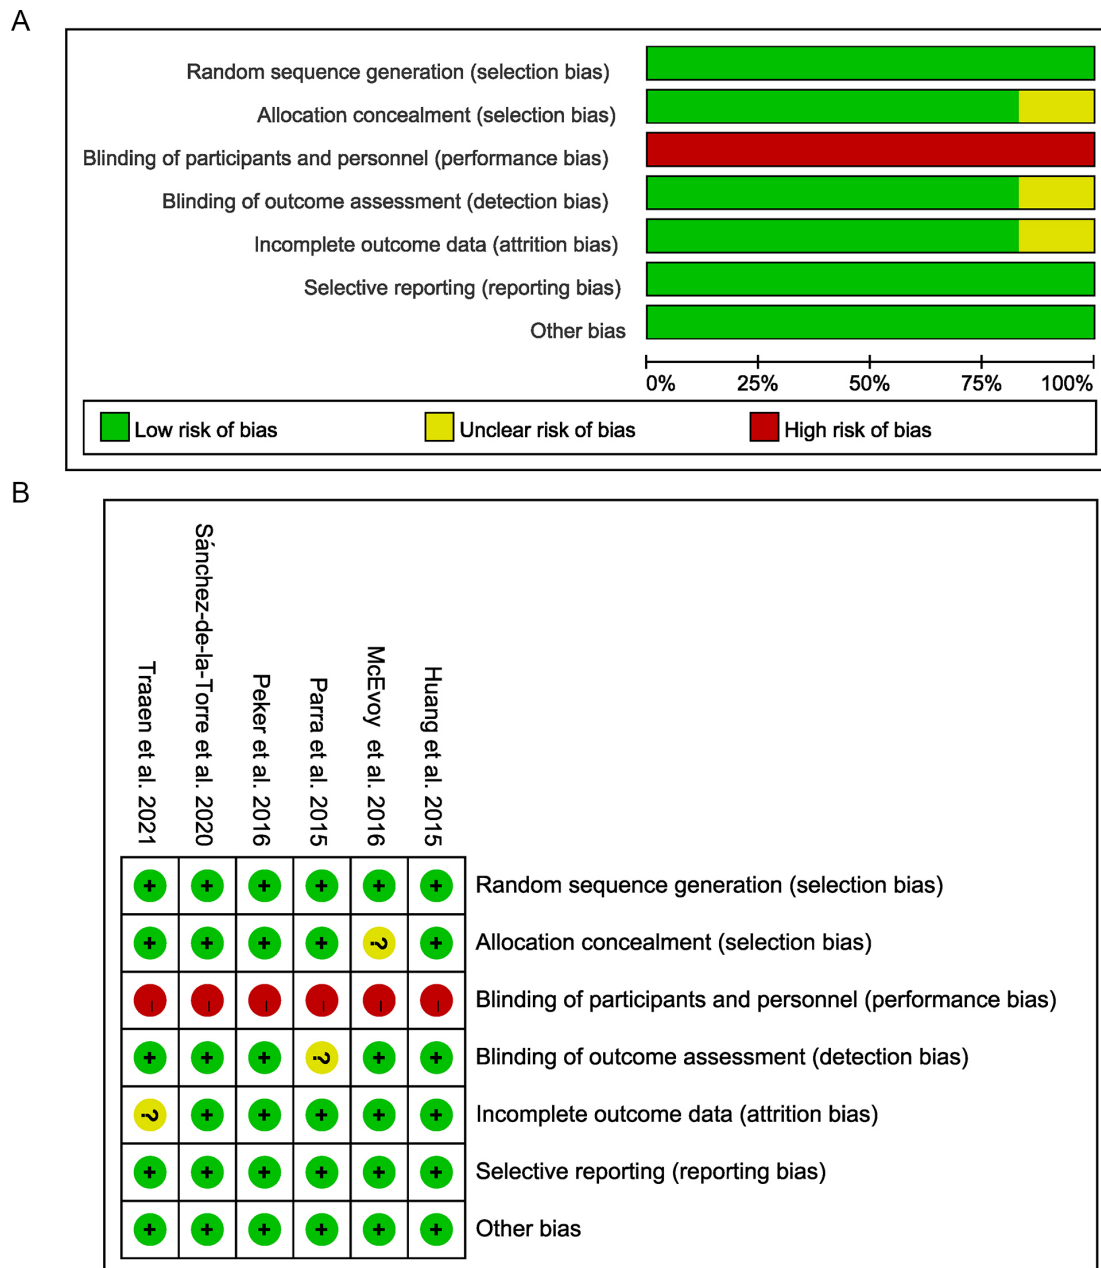 A
Random sequence generation (selection bias)
Allocation concealment (selection bias)
Blinding of participants and personnel (performance bias)
Blinding of outcome assessment (detection bias)
Incomplete outcome data (attrition bias)
Selective reporting (reporting bias)
Other bias
0% 25% 50% 75% 100%
Low risk of bias Unclear risk of bias High risk of bias
B
Traaen et al. 2021
Sánchez-de-la-Torre et al. 2020
Peker et al. 2016
Parra et al. 2015
McEvoy et al. 2016
Huang et al. 2015
+ + + + + + Random sequence generation (selection bias)
+ + + + ? + Allocation concealment (selection bias)
– – – – – – Blinding of participants and personnel (performance bias)
+ + + ? + + Blinding of outcome assessment (detection bias)
? + + + + + Incomplete outcome data (attrition bias)
+ + + + + + Selective reporting (reporting bias)
+ + + + + + Other bias